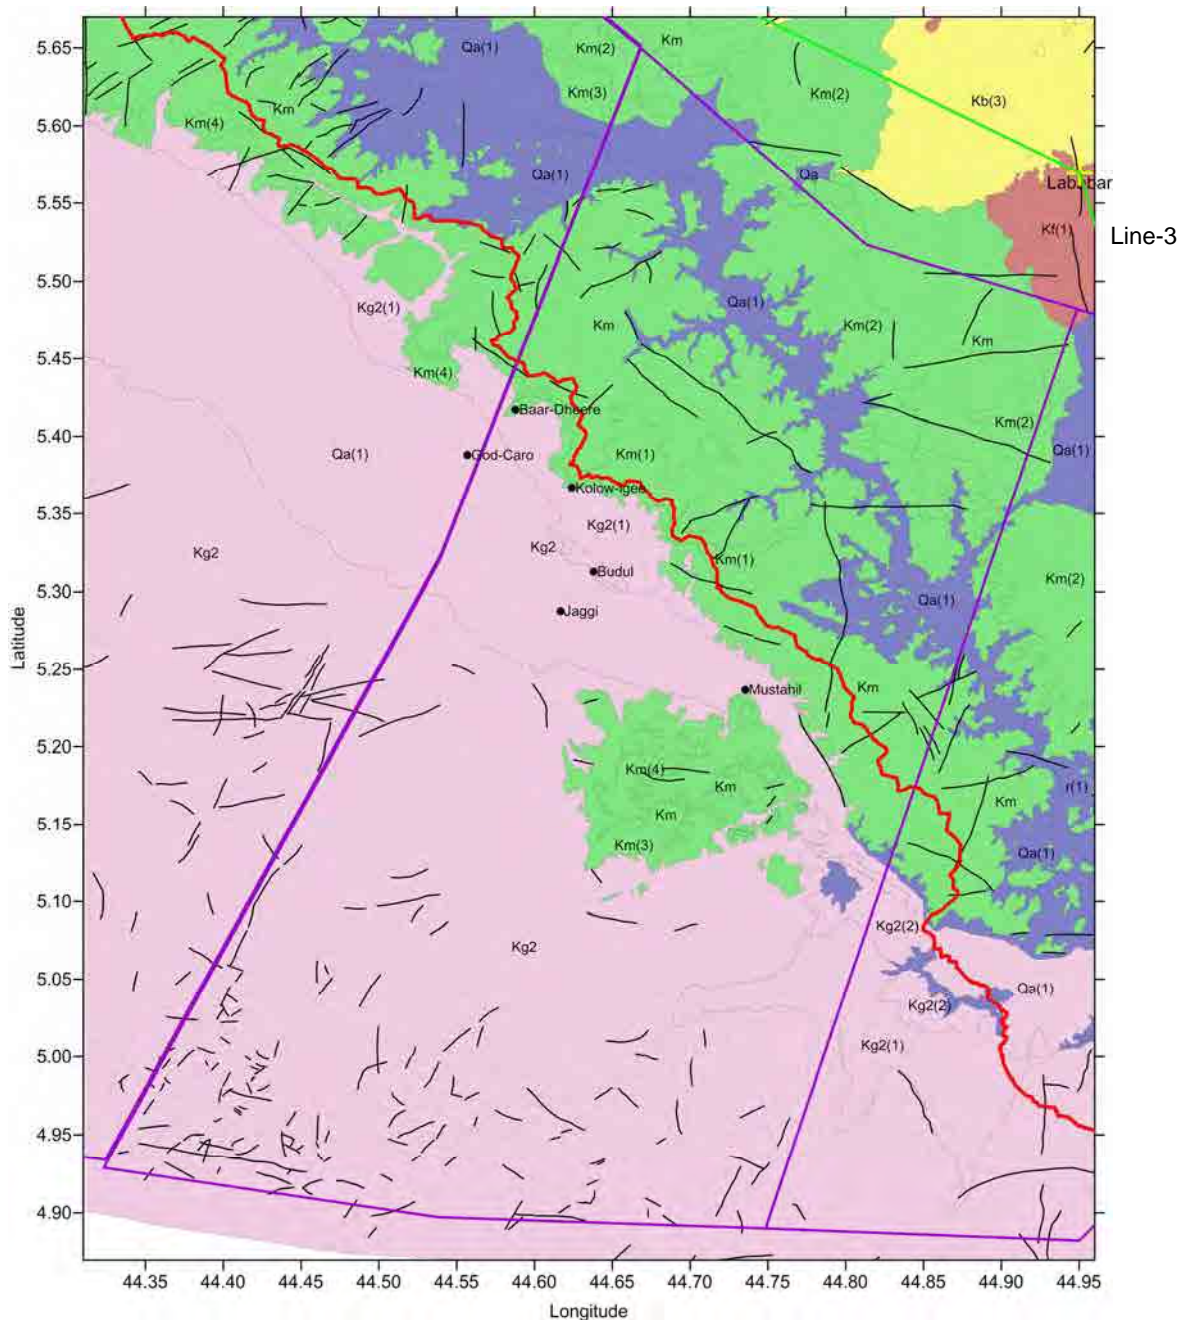 Qa(1)
Km
Km(2)
5.65
Km(3)
Km(2)
Kb(3)
Km
Km(4)
5.60
Qa(1)
Qa
5.55
Kf(1)
Line-3
5.50
Kg2(1)
Qa(1)
Km
Km(2)
Km
5.45
Km(4)
Baar-Dheere
Km(2)
5.40
Qa(1)
God-Caro
Km(1)
Qa(1)
Kolow-Igee
5.35
Kg2(1)
Kg2
Kg2
Km(1)
5.30
Budul
Km(2)
Jaggi
Qa(1)
Latitude
5.25
Mustahil
Km
5.20
Km(4)
Km
r(1)
Km
5.15
Km
Km(3)
Qa(1)
5.10
Kg2
Kg2(2)
5.05
Qa(1)
Kg2(2)
5.00
Kg2(1)
4.95
4.90
44.35 44.40 44.45 44.50 44.55 44.60 44.65 44.70 44.75 44.80 44.85 44.90 44.95
Longitude